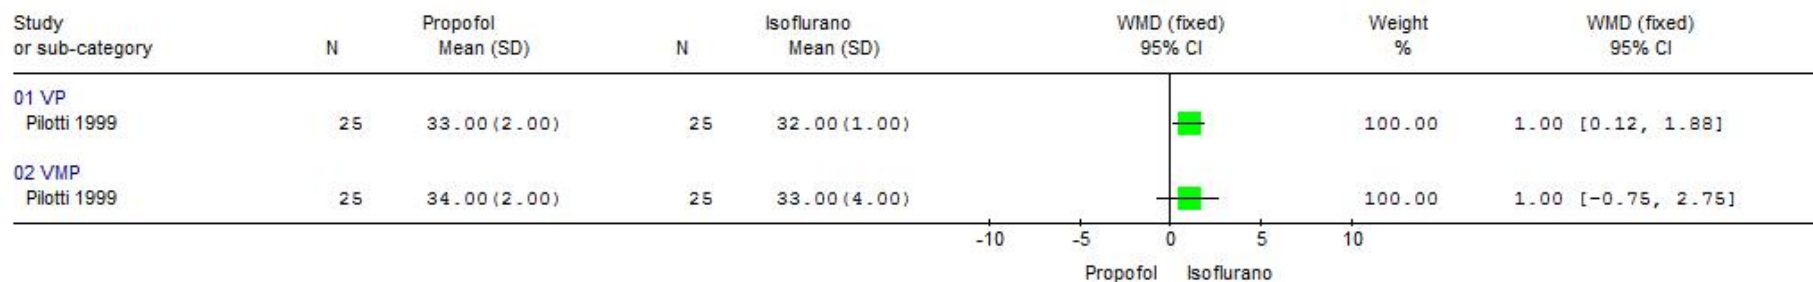 Study Propofol Isoflurano WMD (fixed) Weight WMD (fixed)
or sub-category N Mean (SD) N Mean (SD) 95% CI % 95% CI
01 VP
Pilotti 1999 25 33.00(2.00) 25 32.00(1.00) 100.00 1.00 [0.12, 1.88]
02 VMP
Pilotti 1999 25 34.00(2.00) 25 33.00(4.00) 100.00 1.00 [-0.75, 2.75]
-10 -5 0 5 10
Propofol Isoflurano